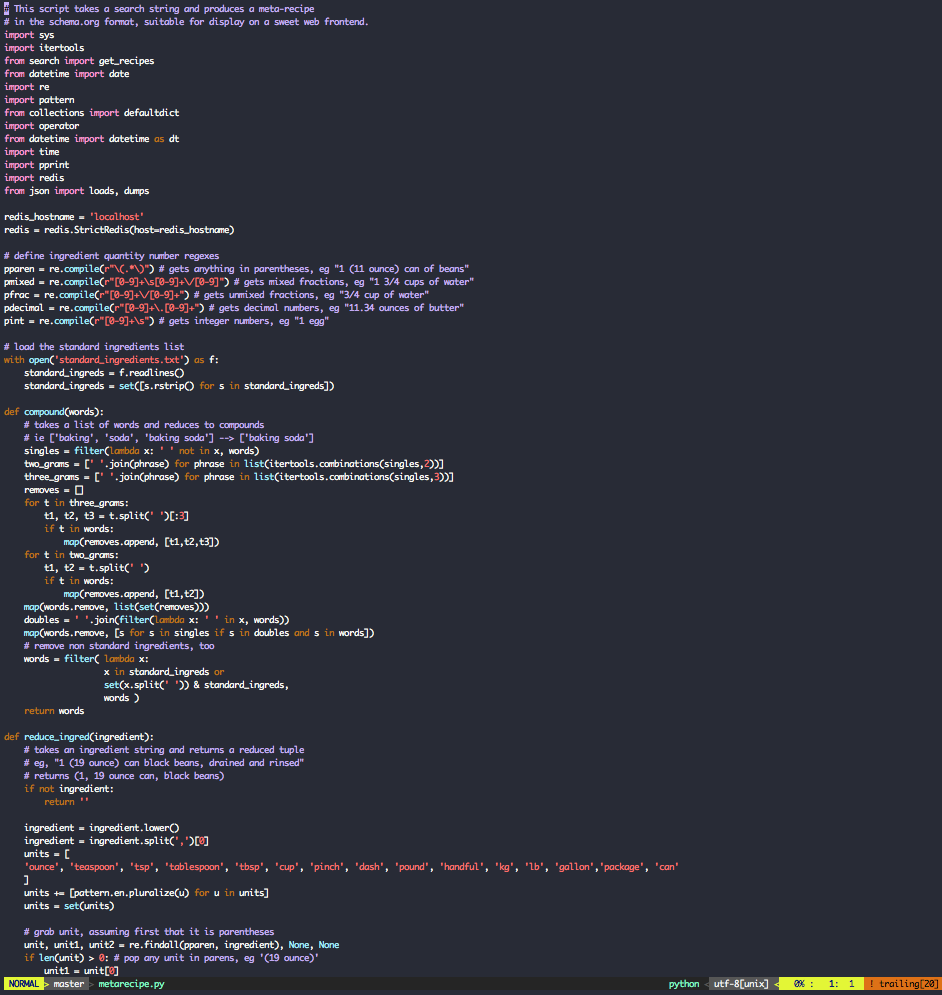 # This script takes a search string and produces a meta-recipe
# in the schema.org format, suitable for display on a sweet web frontend.
import sys
import itertools
from search import get_recipes
from datetime import date
import re
import pattern
from collections import defaultdict
import operator
from datetime import datetime as dt
import time
import pprint
import redis
from json import loads, dumps

redis_hostname = 'localhost'
redis = redis.StrictRedis(host=redis_hostname)

# define ingredient quantity number regexes
pparen = re.compile(r"\(.*\)") # gets anything in parentheses, eg "1 (11 ounce) can of beans"
pmixed = re.compile(r"[0-9]+\s[0-9]+\/[0-9]") # gets mixed fractions, eg "1 3/4 cups of water"
pfrac = re.compile(r"[0-9]+\/[0-9]+") # gets unmixed fractions, eg "3/4 cup of water"
pdecimal = re.compile(r"[0-9]+\.[0-9]+") # gets decimal numbers, eg "11.34 ounces of butter"
pint = re.compile(r"[0-9]+\s") # gets integer numbers, eg "1 egg"

# load the standard ingredients list
with open('standard_ingredients.txt') as f:
    standard_ingreds = f.readlines()
    standard_ingreds = set([s.rstrip() for s in standard_ingreds])

def compound(words):
    # takes a list of words and reduces to compounds
    # ie ['baking', 'soda', 'baking soda'] --> ['baking soda']
    singles = filter(lambda x: ' ' not in x, words)
    two_grams = [' '.join(phrase) for phrase in list(itertools.combinations(singles,2))]
    three_grams = [' '.join(phrase) for phrase in list(itertools.combinations(singles,3))]
    removes = []
    for t in three_grams:
        t1, t2, t3 = t.split(' ')[:3]
        if t in words:
            map(removes.append, [t1,t2,t3])
    for t in two_grams:
        t1, t2 = t.split(' ')
        if t in words:
            map(removes.append, [t1,t2])
    map(words.remove, list(set(removes)))
    doubles = ' '.join(filter(lambda x: ' ' in x, words))
    map(words.remove, [s for s in singles if s in doubles and s in words])
    # remove non standard ingredients, too
    words = filter( lambda x:
                    x in standard_ingreds or
                    set(x.split(' ')) & standard_ingreds,
                    words )
    return words

def reduce_ingred(ingredient):
    # takes an ingredient string and returns a reduced tuple
    # eg, "1 (19 ounce) can black beans, drained and rinsed"
    # returns (1, 19 ounce can, black beans)
    if not ingredient:
        return ''

    ingredient = ingredient.lower()
    ingredient = ingredient.split(',')[0]
    units = [
    'ounce', 'teaspoon', 'tsp', 'tablespoon', 'tbsp', 'cup', 'pinch', 'dash', 'pound', 'handful', 'kg', 'lb', 'gallon','package', 'can'
    ]
    units += [pattern.en.pluralize(u) for u in units]
    units = set(units)

    # grab unit, assuming first that it is parentheses
    unit, unit1, unit2 = re.findall(pparen, ingredient), None, None
    if len(unit) > 0: # pop any unit in parens, eg '(19 ounce)'
        unit1 = unit[0]
NORMAL > master > metarecipe.py python < utf-8[unix] < 0% : 1: 1 ! trailing[20]